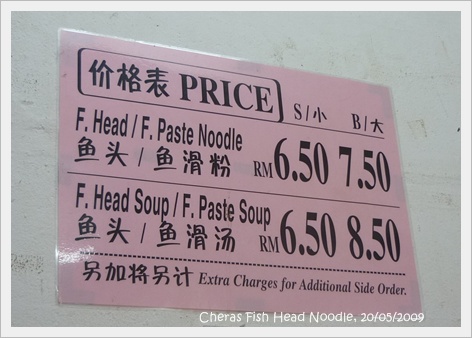 价格表 PRICE S/小 B/大
F. Head / F. Paste Noodle
鱼头 / 鱼滑粉 RM 6.50 7.50
F. Head Soup / F. Paste Soup
鱼头 / 鱼滑汤 RM 6.50 8.50
另加将另计 Extra Charges for Additional Side Order.
Cheras Fish Head Noodle, 20/05/2009